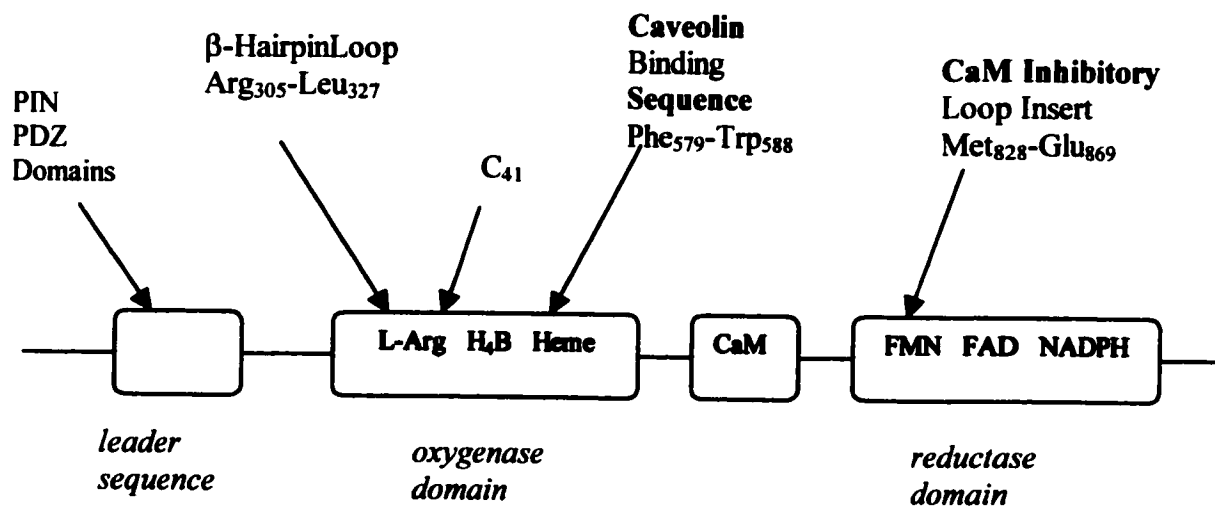 PIN
PDZ
Domains
β-HairpinLoop
Arg₃₀₅-Leu₃₂₇
C₄₁
Caveolin
Binding
Sequence
Phe₅₇₉-Trp₅₈₈
CaM Inhibitory
Loop Insert
Met₈₂₈-Glu₈₆₉
L-Arg H₄B Heme
CaM
FMN FAD NADPH
leader
sequence
oxygenase
domain
reductase
domain